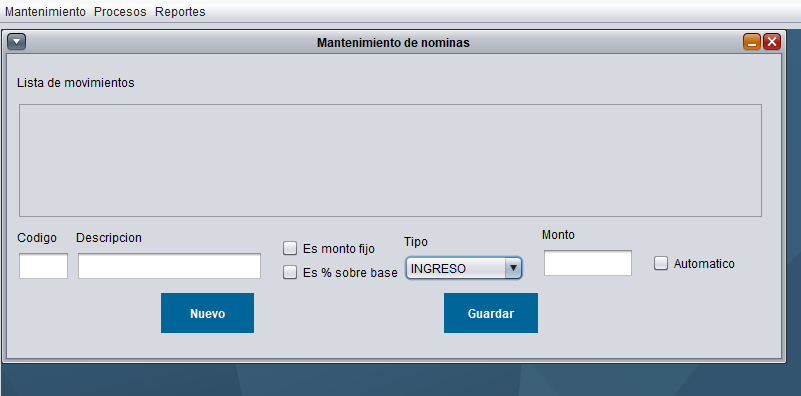 Mantenimiento Procesos Reportes
Mantenimiento de nominas
Lista de movimientos
Codigo Descripcion Es monto fijo Tipo Monto
Es % sobre base INGRESO Automatico
Nuevo Guardar